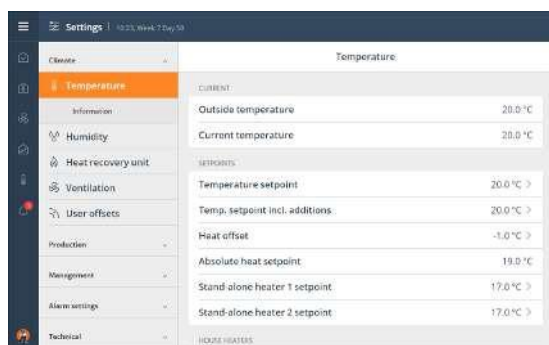 Settings
Climate
Temperature
Temperature
Information
Humidity
Heat recovery unit
Ventilation
User offsets
Production
Management
Alarm settings
Technical
CURRENT
Outside temperature 20.0 °C
Current temperature 20.0 °C
SETPOINTS
Temperature setpoint 20.0 °C >
Temp. setpoint incl. additions 20.0 °C >
Heat offset -1.0 °C >
Absolute heat setpoint 19.0 °C
Stand-alone heater 1 setpoint 17.0 °C >
Stand-alone heater 2 setpoint 17.0 °C >
HOUSE HEATERS